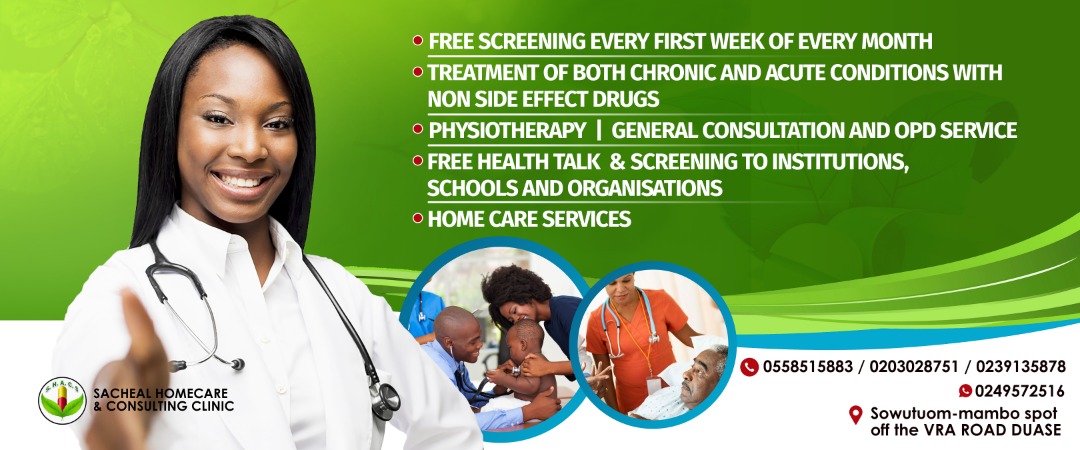 FREE SCREENING EVERY FIRST WEEK OF EVERY MONTH
TREATMENT OF BOTH CHRONIC AND ACUTE CONDITIONS WITH
NON SIDE EFFECT DRUGS
PHYSIOTHERAPY | GENERAL CONSULTATION AND OPD SERVICE
FREE HEALTH TALK & SCREENING TO INSTITUTIONS,
SCHOOLS AND ORGANISATIONS
HOME CARE SERVICES
SACHEAL HOMECARE
& CONSULTING CLINIC
0558515883 / 0203028751 / 0239135878
0249572516
Sowutuom-mambo spot
off the VRA ROAD DUASE